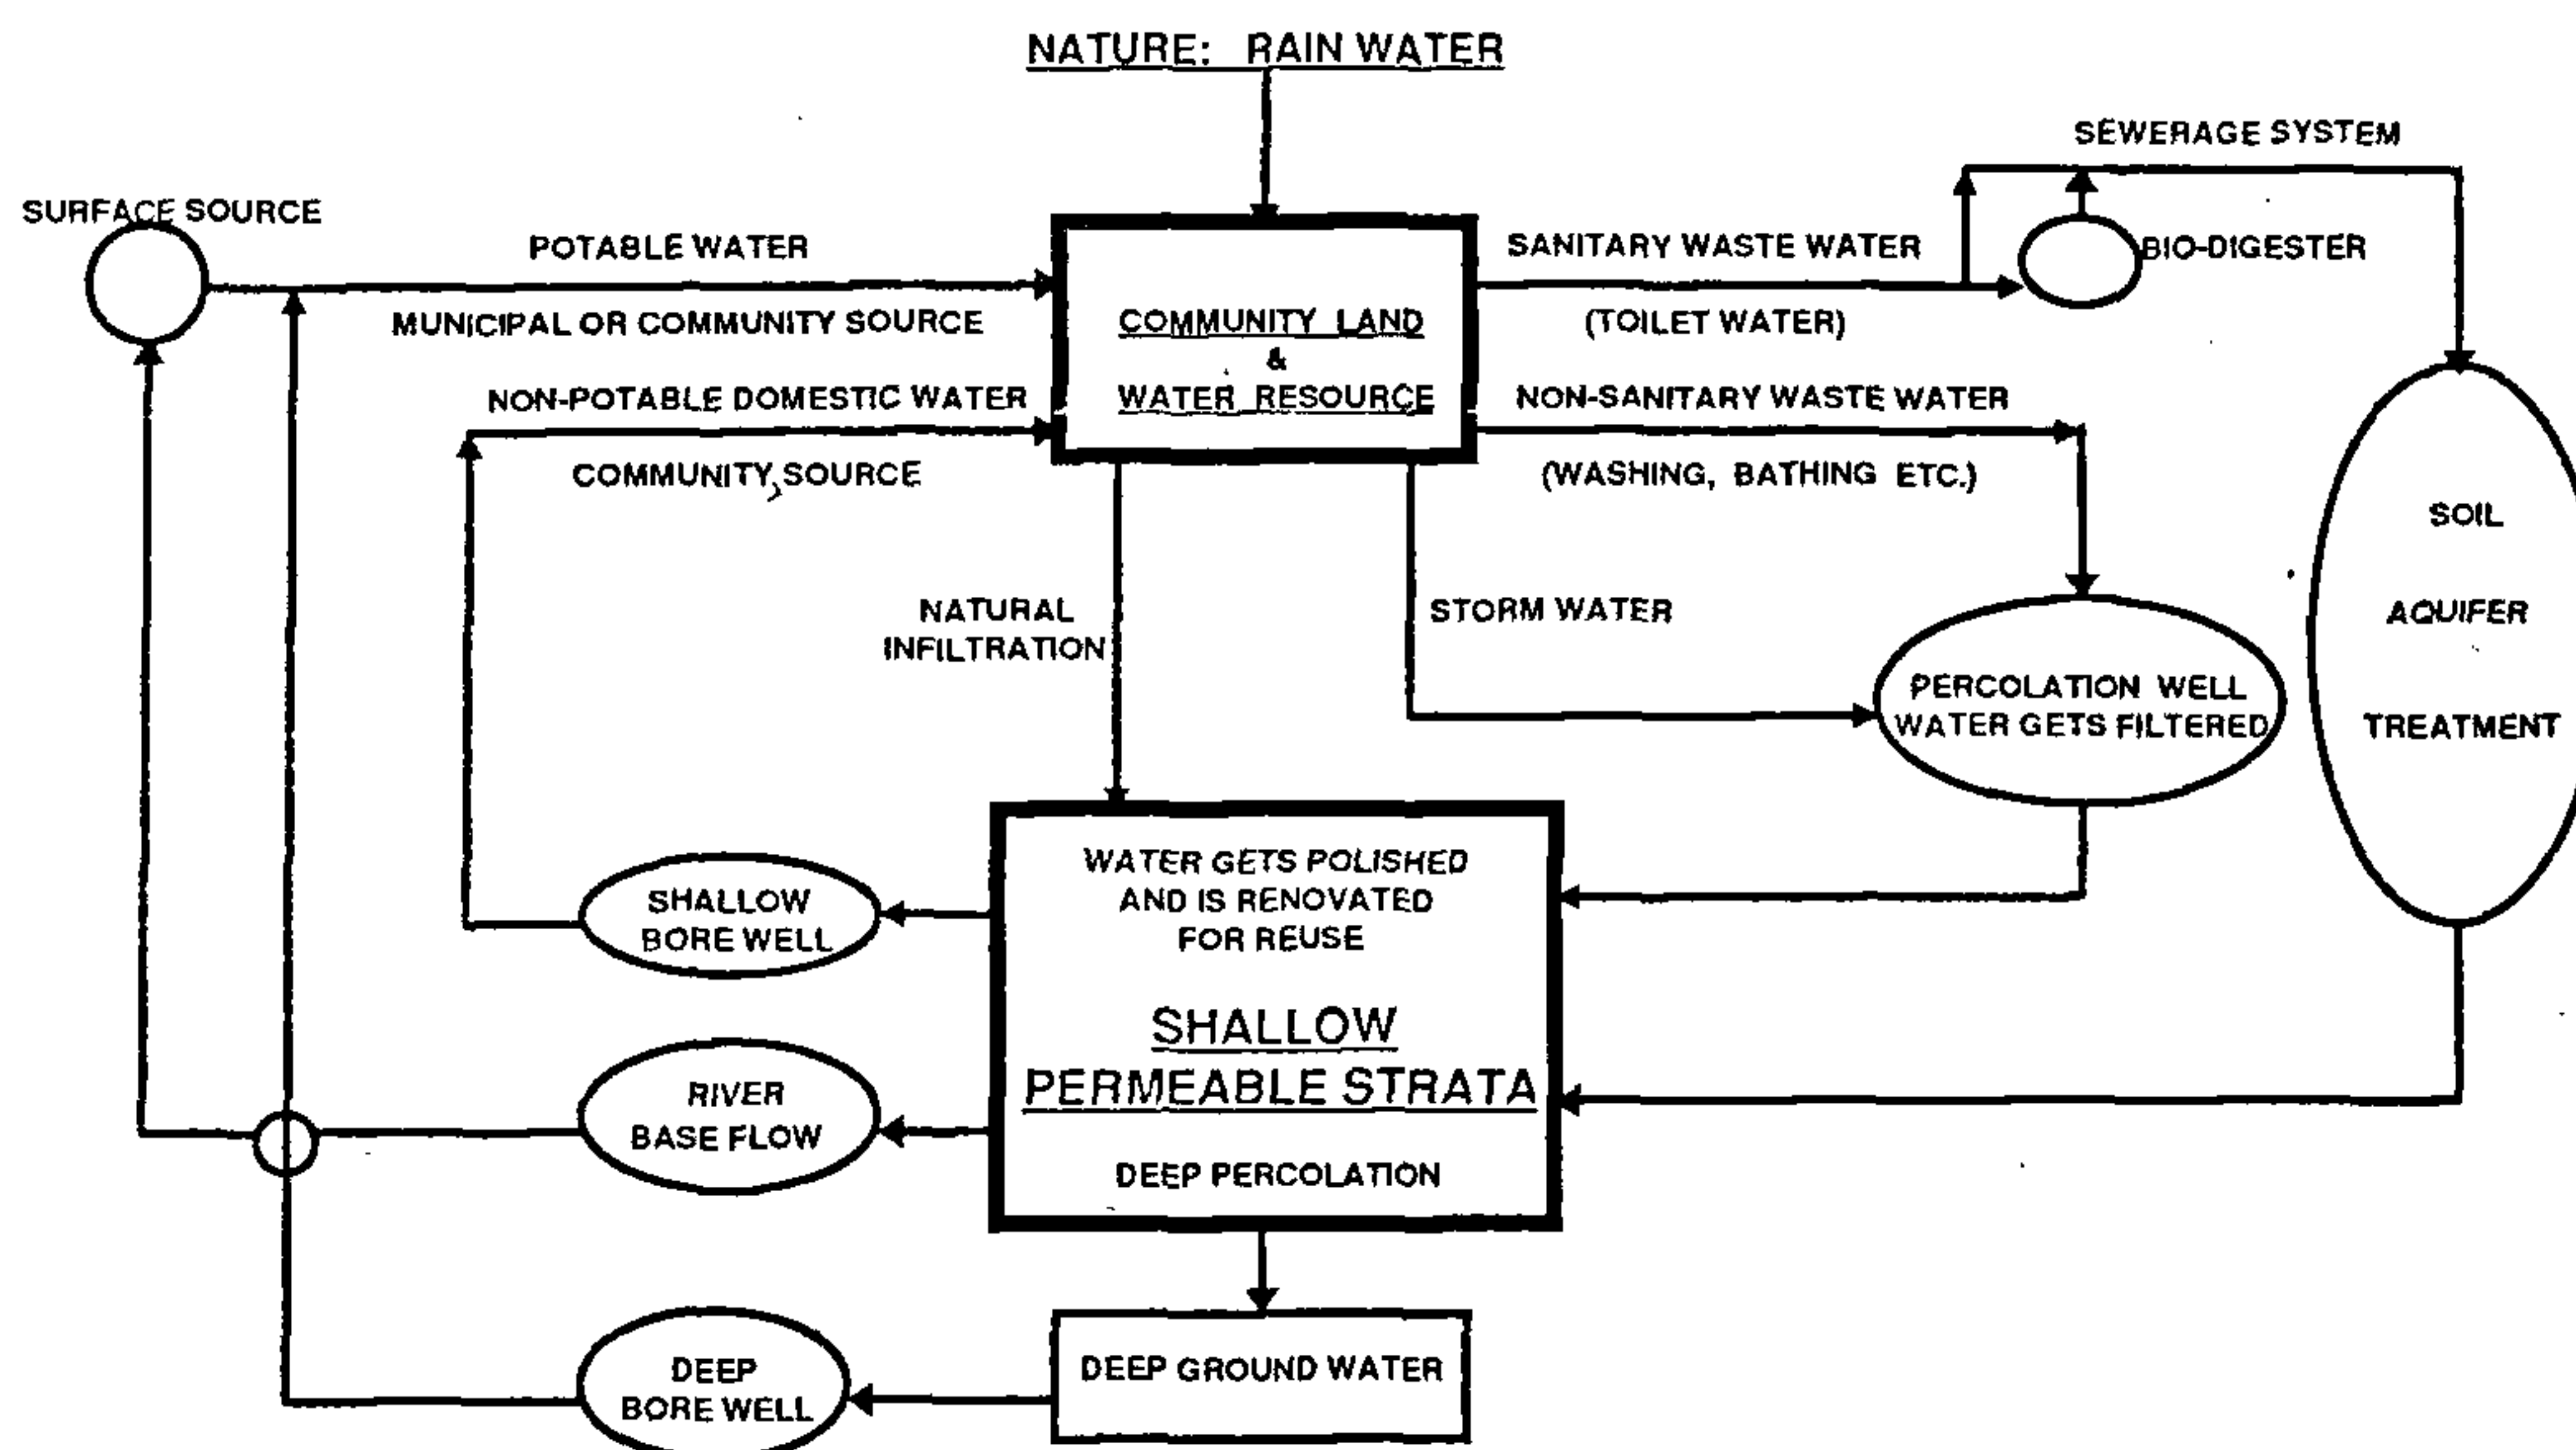 NATURE: RAIN WATER
SEWERAGE SYSTEM
SURFACE SOURCE
POTABLE WATER
SANITARY WASTE WATER
BIO-DIGESTER
MUNICIPAL OR COMMUNITY SOURCE
(TOILET WATER)
COMMUNITY LAND
&
WATER RESOURCE
NON-POTABLE DOMESTIC WATER
NON-SANITARY WASTE WATER
COMMUNITY SOURCE
(WASHING, BATHING ETC.)
SOIL
AQUIFER
TREATMENT
NATURAL
INFILTRATION
STORM WATER
PERCOLATION WELL
WATER GETS FILTERED
WATER GETS POLISHED
AND IS RENOVATED
FOR REUSE
SHALLOW
BORE WELL
SHALLOW
PERMEABLE STRATA
RIVER
BASE FLOW
DEEP PERCOLATION
DEEP GROUND WATER
DEEP
BORE WELL